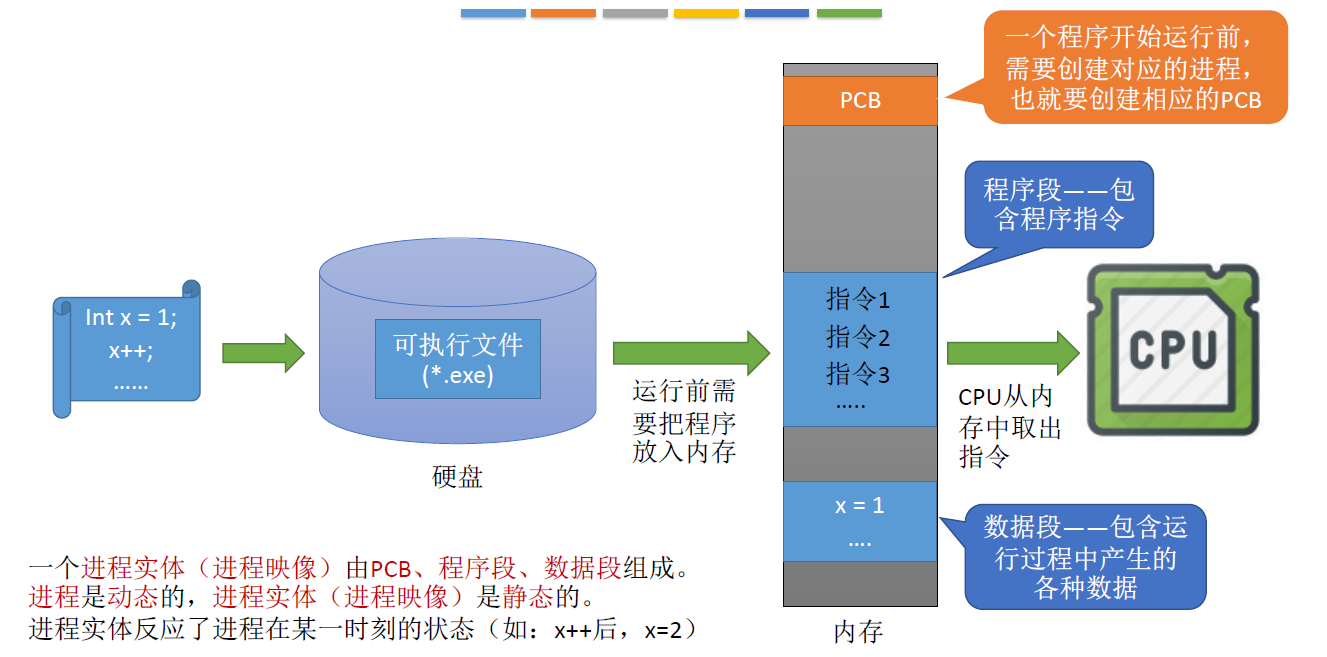 Int x = 1;
x++;
……
可执行文件
(*.exe)
硬盘
运行前需
要把程序
放入内存
PCB
指令1
指令2
指令3
…..
x = 1
….
内存
一个程序开始运行前，
需要创建对应的进程，
也就要创建相应的PCB
程序段——包
含程序指令
CPU
CPU从内
存中取出
指令
数据段——包含运
行过程中产生的
各种数据
一个进程实体（进程映像）由PCB、程序段、数据段组成。
进程是动态的，进程实体（进程映像）是静态的。
进程实体反应了进程在某一时刻的状态（如：x++后，x=2）